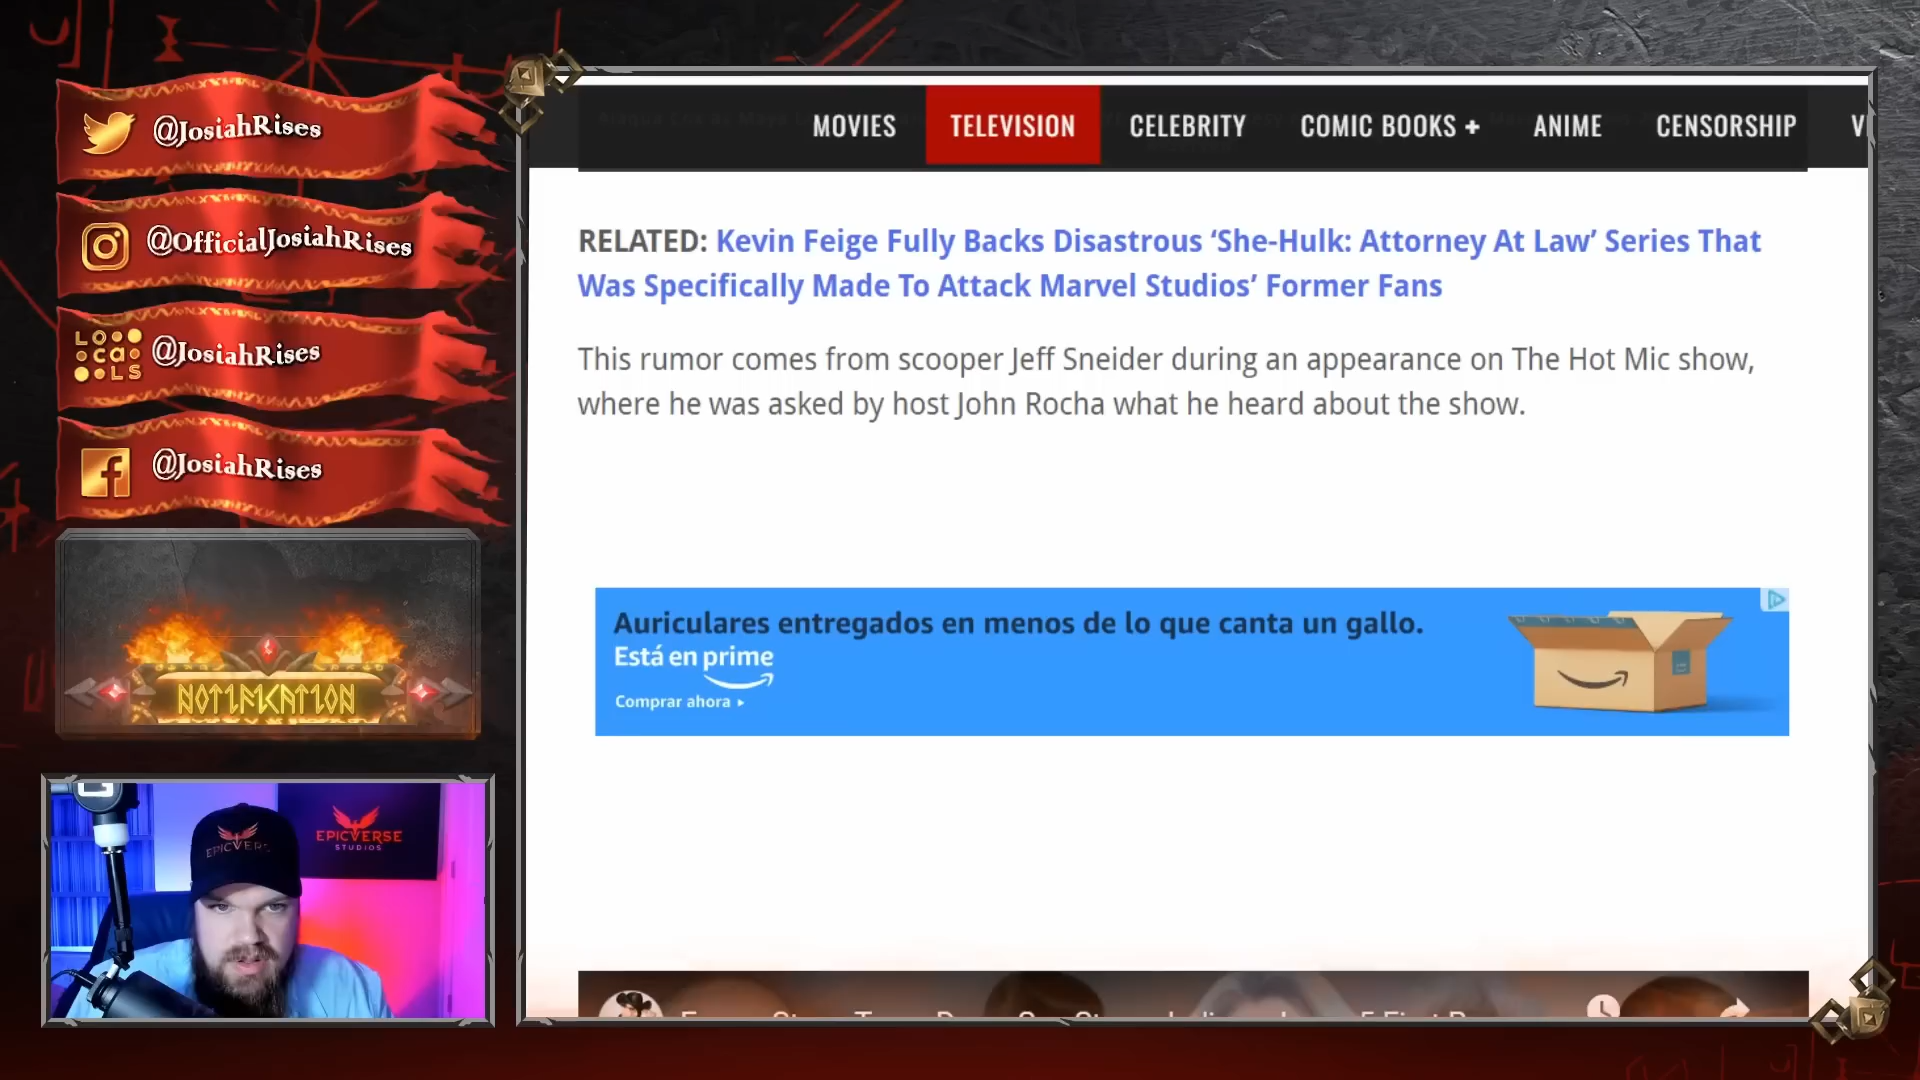 @JosiahRises
@OfficialJosiahRises
LOcaLS
@JosiahRises
@JosiahRises
NOTIFICATION
EPICVERSE
STUDIOS
MOVIES
TELEVISION
CELEBRITY
COMIC BOOKS +
ANIME
CENSORSHIP
RELATED: Kevin Feige Fully Backs Disastrous ‘She-Hulk: Attorney At Law’ Series That
Was Specifically Made To Attack Marvel Studios’ Former Fans
This rumor comes from scooper Jeff Sneider during an appearance on The Hot Mic show,
where he was asked by host John Rocha what he heard about the show.
Auriculares entregados en menos de lo que canta un gallo.
Está en prime
Comprar ahora ▸